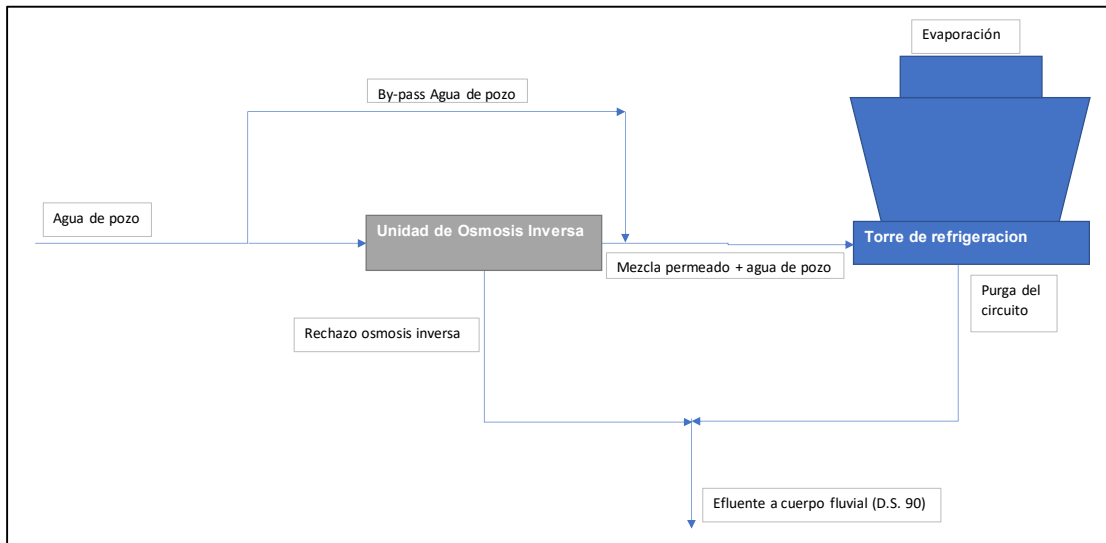 Evaporación
By-pass Agua de pozo
Agua de pozo
Unidad de Osmosis Inversa
Torre de refrigeracion
Mezcla permeado + agua de pozo
Purga del
circuito
Rechazo osmosis inversa
Efluente a cuerpo fluvial (D.S. 90)